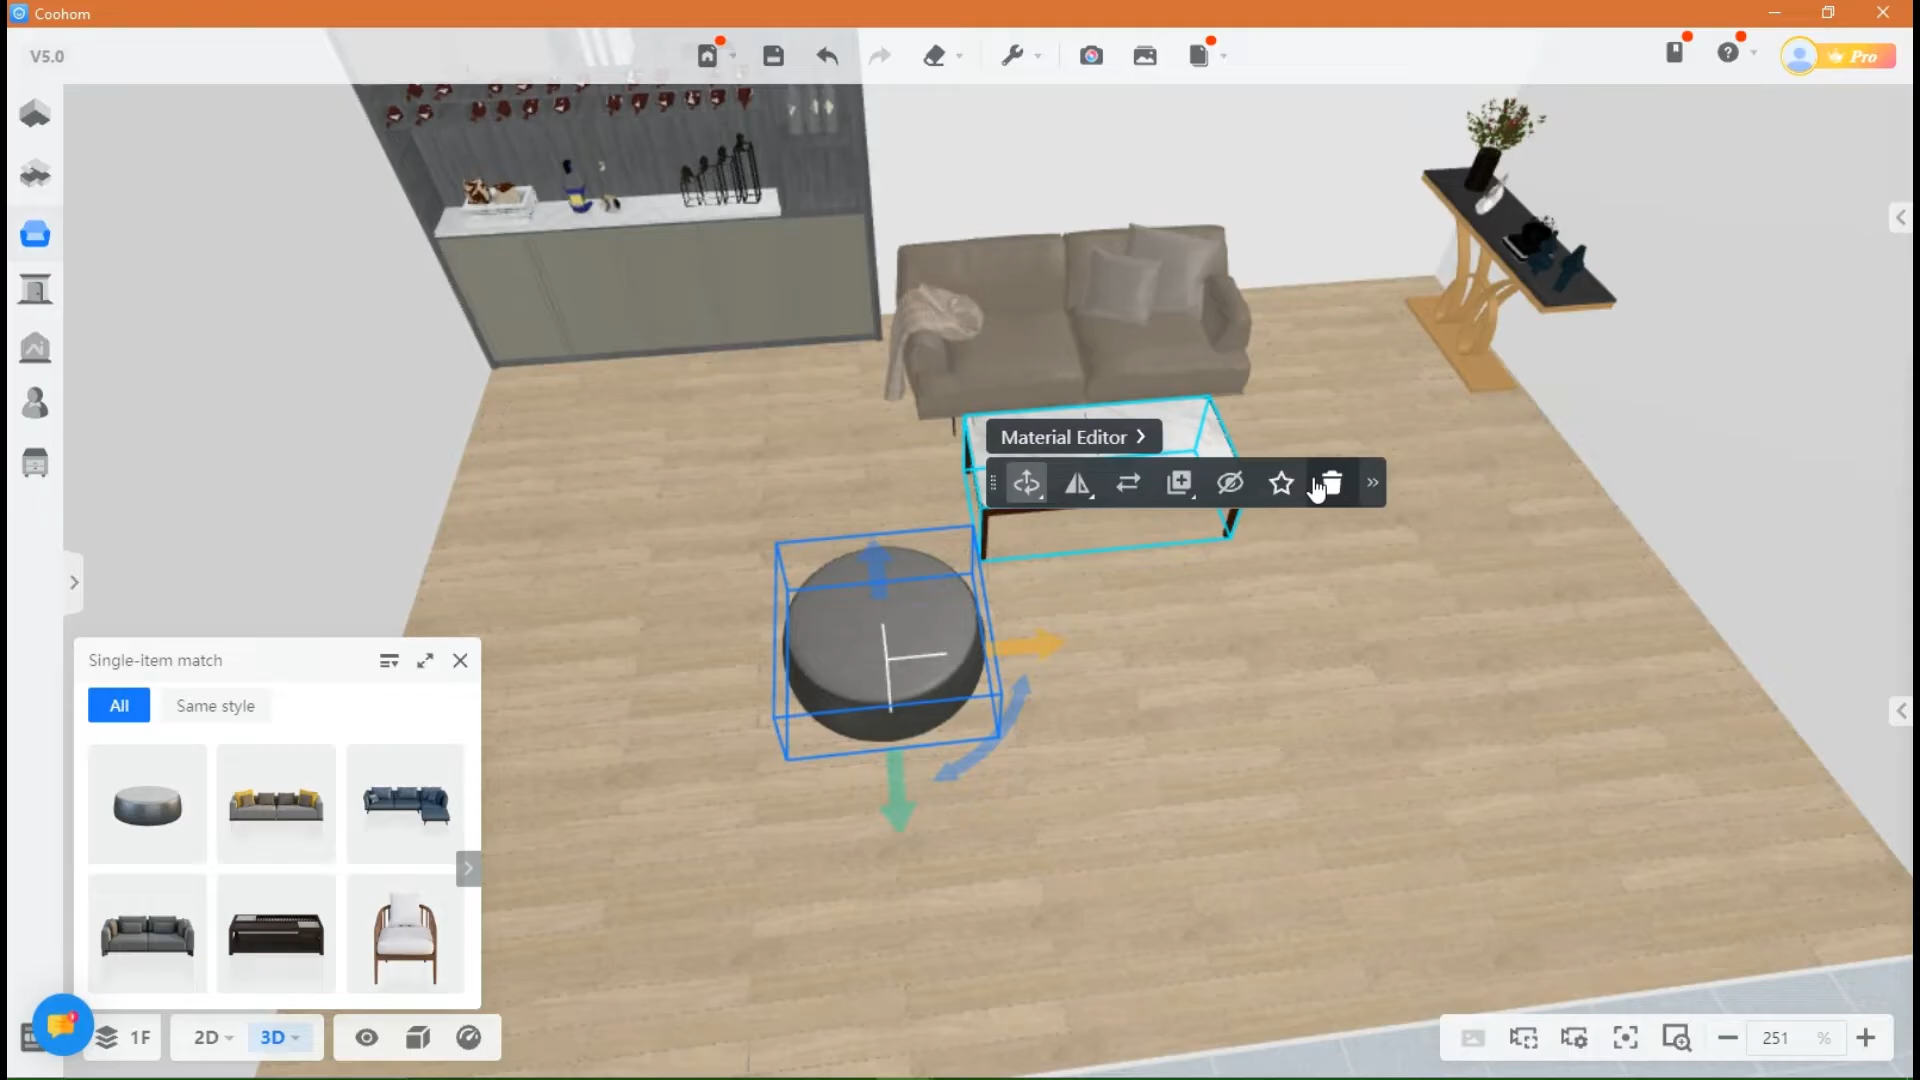 Coohom
V5.0
Pro
Material Editor
Single-item match
All
Same style
1F
2D
3D
251
%